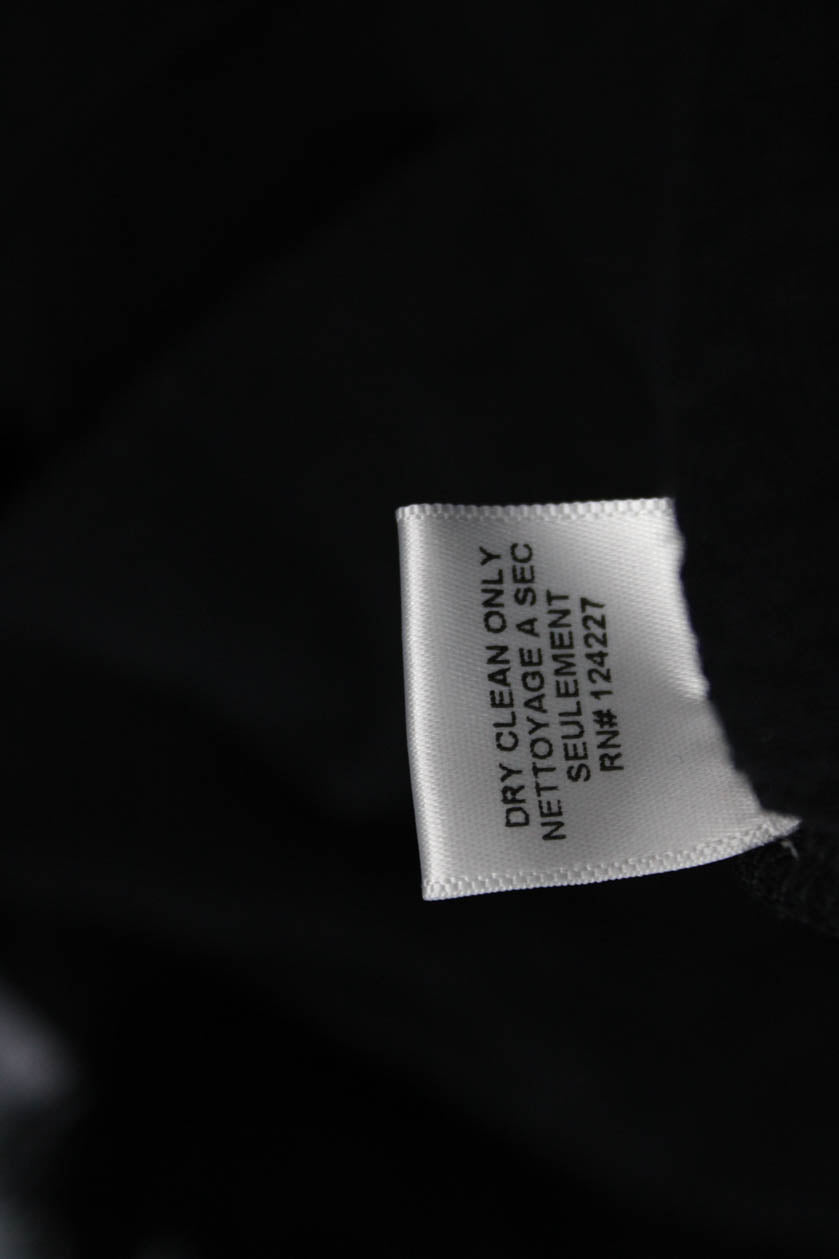 DRY CLEAN ONLY
NETTOYAGE A SEC
SEULEMENT
RN# 124227